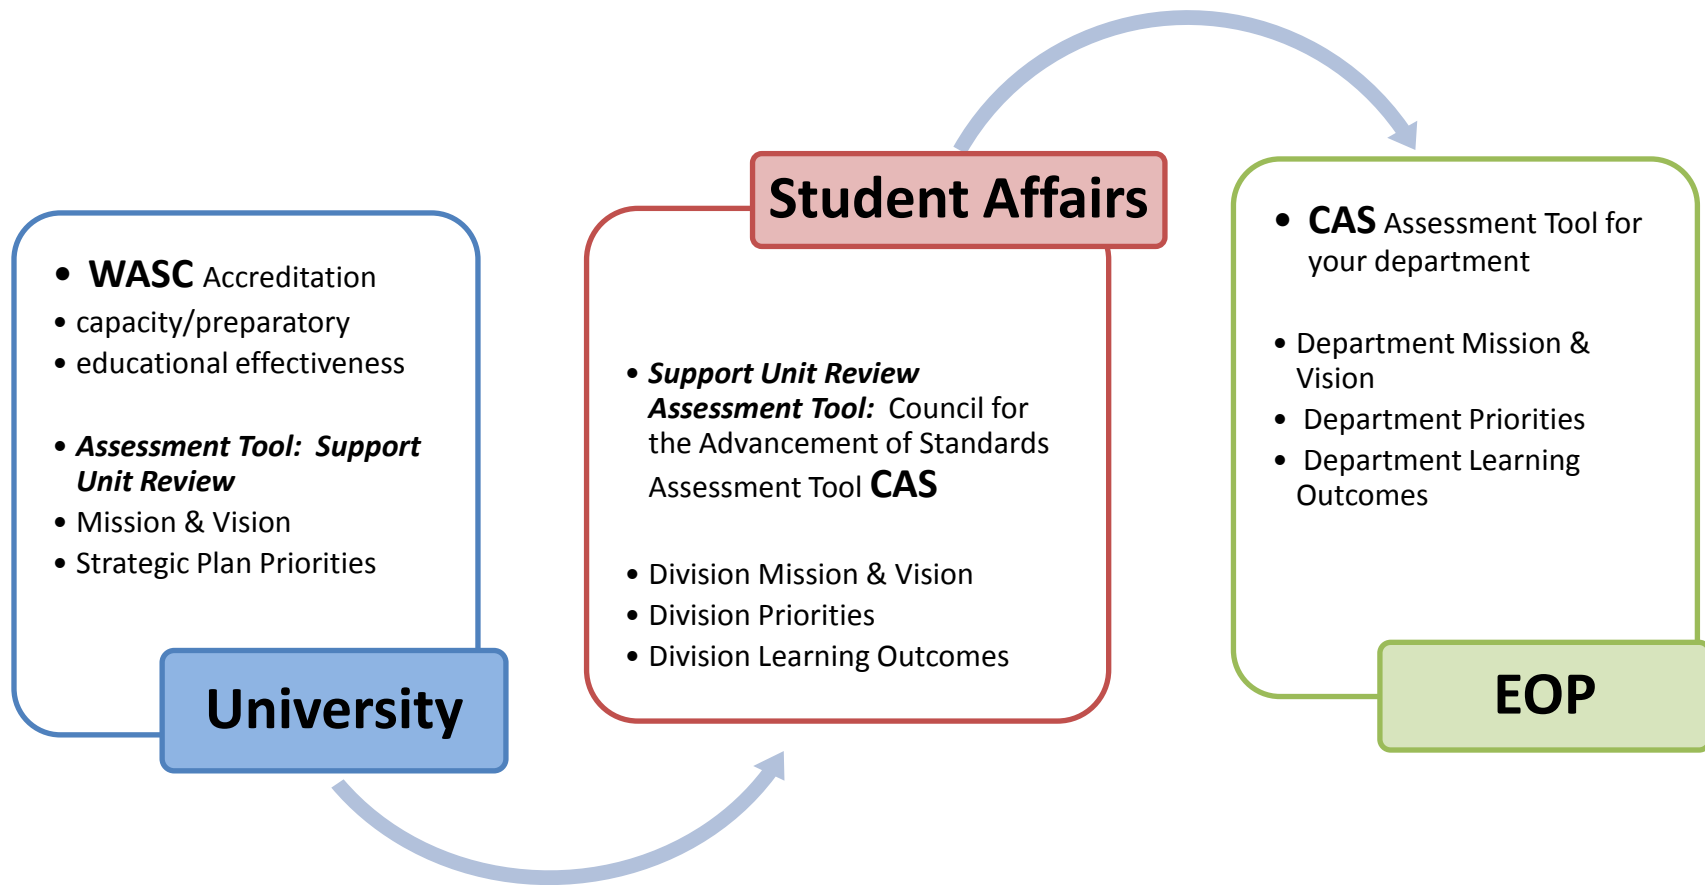 • WASC Accreditation
• capacity/preparatory
• educational effectiveness
• Assessment Tool:  Support
Unit Review
• Mission & Vision
• Strategic Plan Priorities
University
Student Affairs
• Support Unit Review
Assessment Tool:  Council for
the Advancement of Standards
Assessment Tool CAS
• Division Mission & Vision
• Division Priorities
• Division Learning Outcomes
• CAS Assessment Tool for
your department
• Department Mission &
Vision
• Department Priorities
• Department Learning
Outcomes
EOP